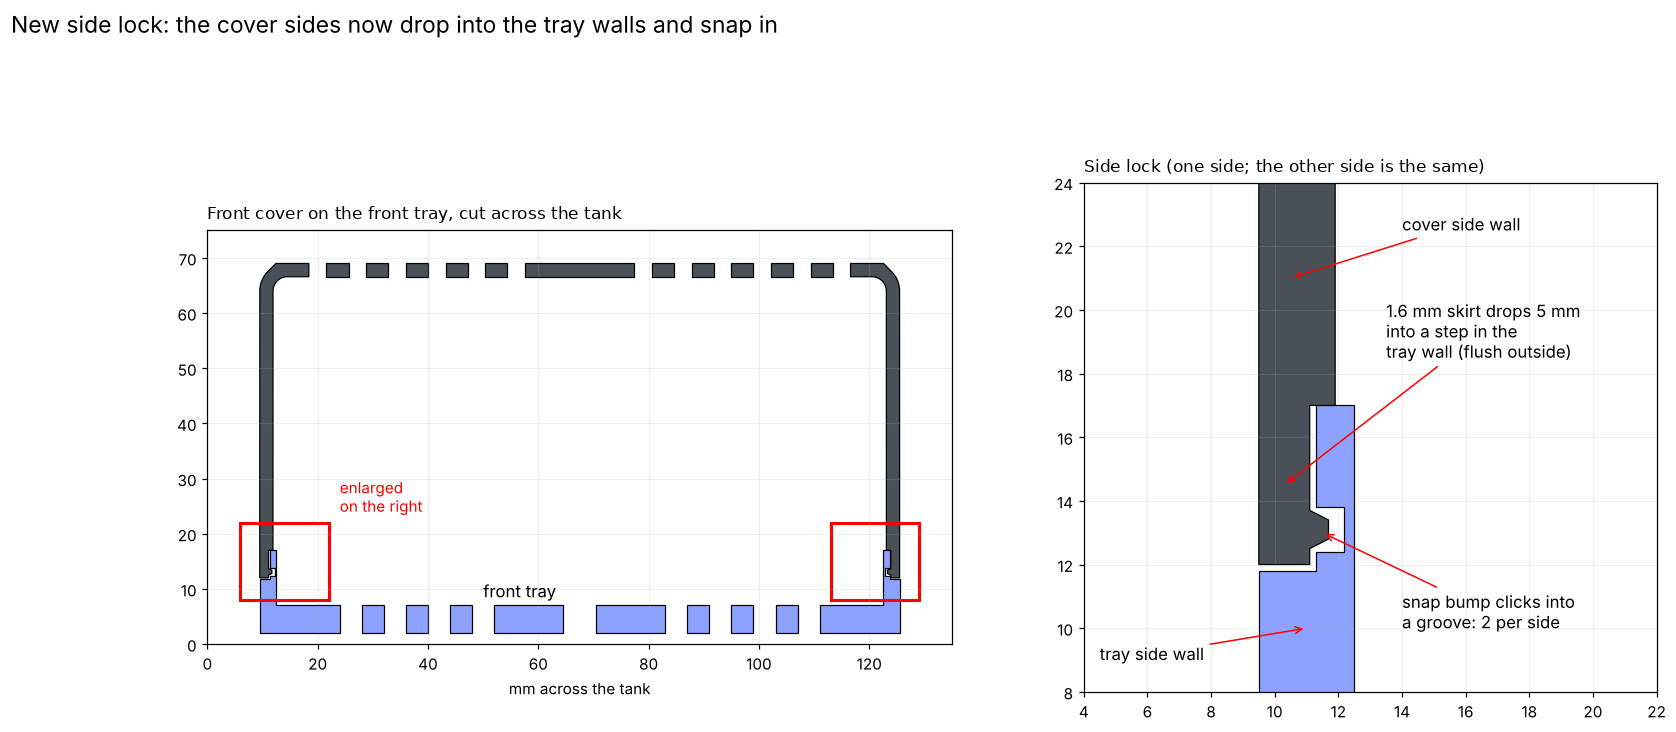 New side lock: the cover sides now drop into the tray walls and snap in
Front cover on the front tray, cut across the tank
70
60
50
40
30
20
10
0
enlarged
on the right
front tray
0 20 40 60 80 100 120
mm across the tank
Side lock (one side; the other side is the same)
24
22
20
18
16
14
12
10
8
cover side wall
1.6 mm skirt drops 5 mm
into a step in the
tray wall (flush outside)
snap bump clicks into
a groove: 2 per side
tray side wall
4 6 8 10 12 14 16 18 20 22